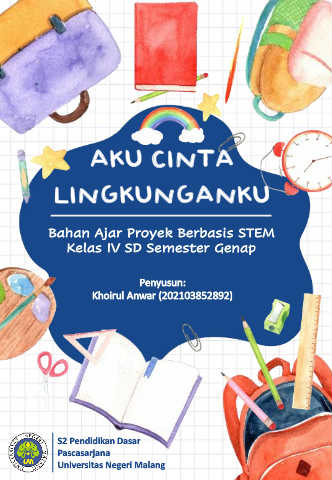 AKU CINTA
LINGKUNGANKU
Bahan Ajar Proyek Berbasis STEM
Kelas IV SD Semester Genap
Penyusun:
Khoirul Anwar (202103852892)
S2 Pendidikan Dasar
Pascasarjana
Universitas Negeri Malang